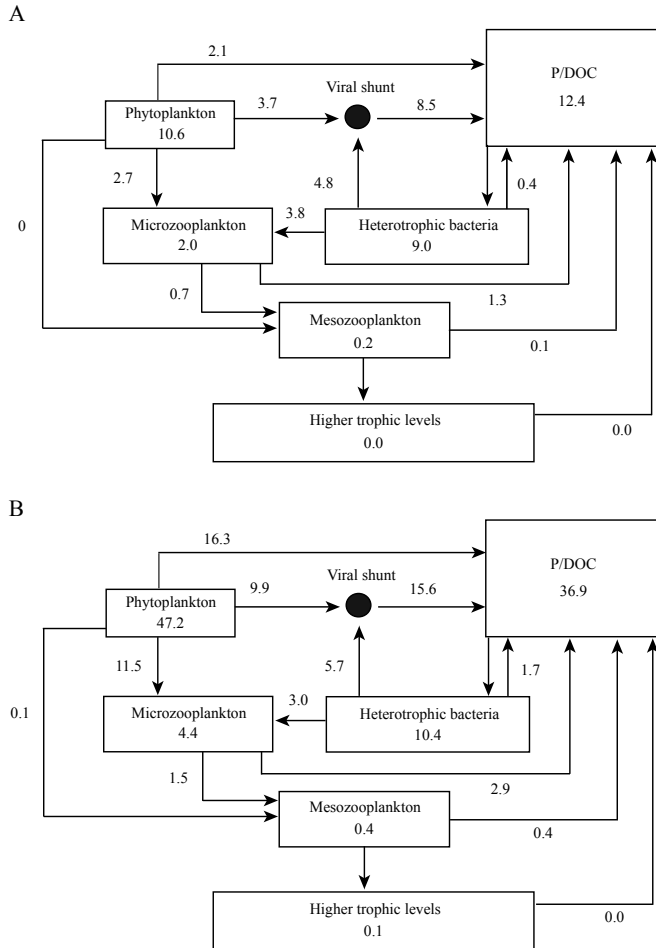 A
2.1
P/DOC
12.4
Viral shunt
3.7
8.5
Phytoplankton
10.6
2.7
4.8
0.4
0
3.8
Microzooplankton
2.0
Heterotrophic bacteria
9.0
0.7
1.3
Mesozooplankton
0.2
0.1
Higher trophic levels
0.0
0.0
B
16.3
P/DOC
36.9
Viral shunt
9.9
15.6
Phytoplankton
47.2
11.5
5.7
1.7
0.1
3.0
Microzooplankton
4.4
Heterotrophic bacteria
10.4
1.5
2.9
Mesozooplankton
0.4
0.4
Higher trophic levels
0.1
0.0